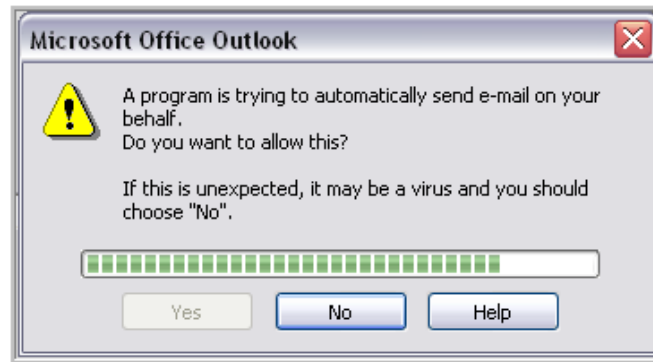 Microsoft Office Outlook
A program is trying to automatically send e-mail on your
behalf.
Do you want to allow this?
If this is unexpected, it may be a virus and you should
choose "No".
Yes No Help